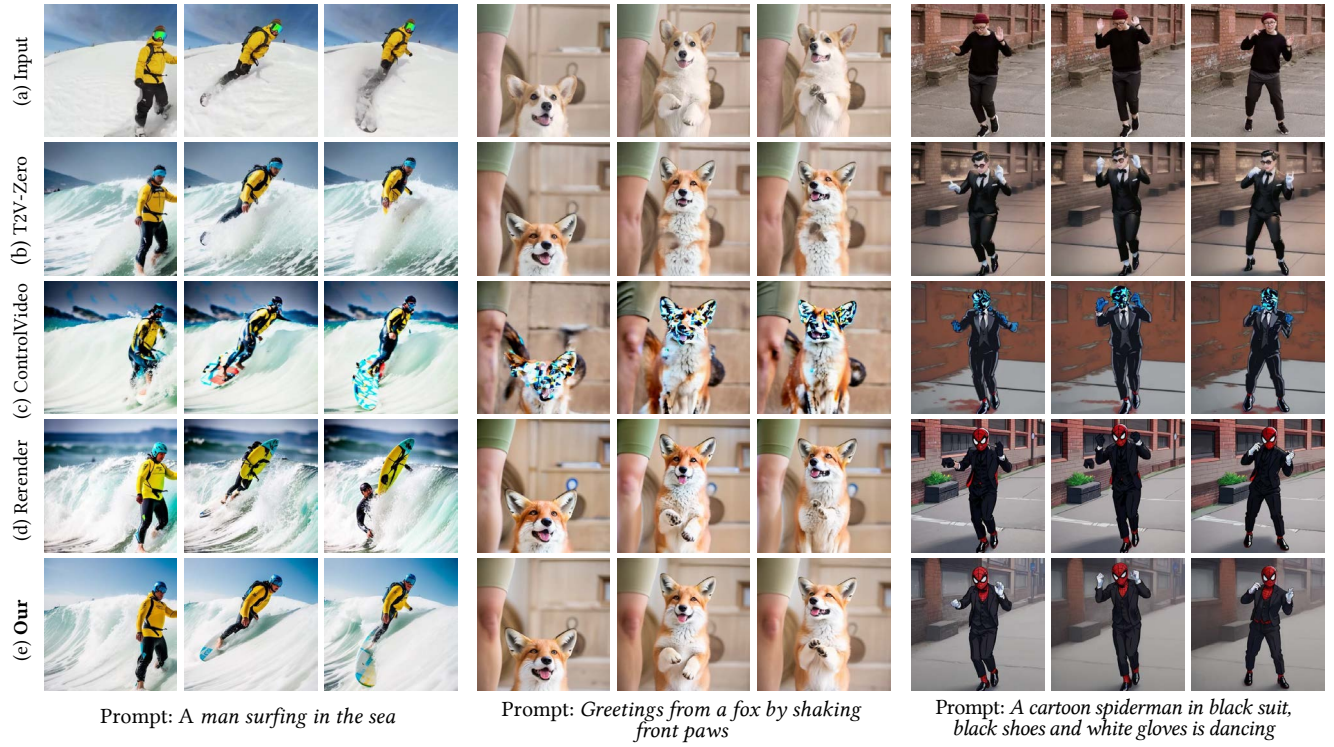 (a) Input
(b) T2V-Zero
(c) ControlVideo
(d) Rerender
(e) Our
Prompt: A man surfing in the sea
Prompt: Greetings from a fox by shaking
front paws
Prompt: A cartoon spiderman in black suit,
black shoes and white gloves is dancing